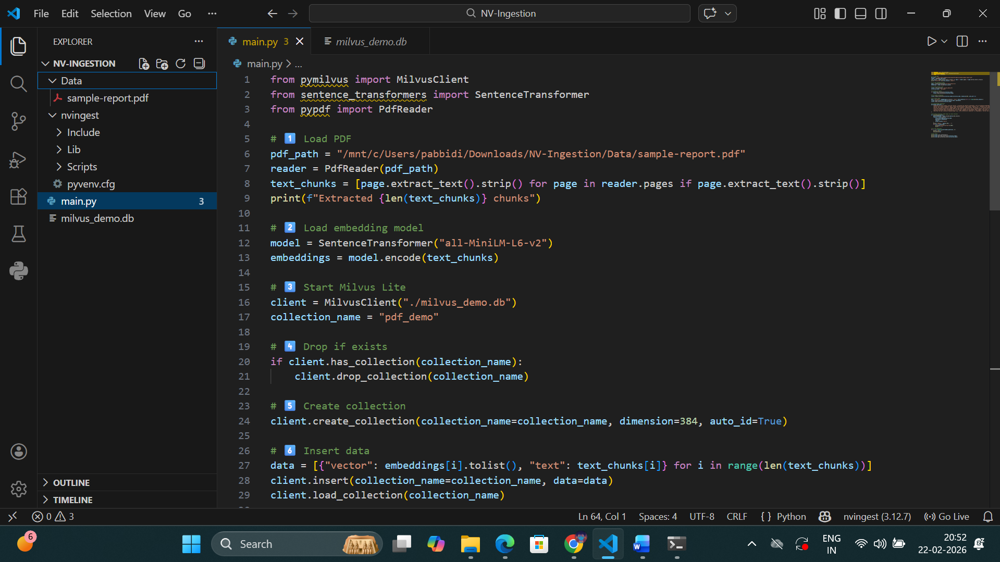 File Edit Selection View Go ···
NV-Ingestion
EXPLORER
main.py 3
milvus_demo.db
NV-INGESTION
main.py > ...
Data
sample-report.pdf
nvingest
Include
Lib
Scripts
pyvenv.cfg
main.py 3
milvus_demo.db
OUTLINE
TIMELINE
1 from pymilvus import MilvusClient
2 from sentence_transformers import SentenceTransformer
3 from pypdf import PdfReader
4
5 # 1️⃣ Load PDF
6 pdf_path = "/mnt/c/Users/pabbidi/Downloads/NV-Ingestion/Data/sample-report.pdf"
7 reader = PdfReader(pdf_path)
8 text_chunks = [page.extract_text().strip() for page in reader.pages if page.extract_text().strip()]
9 print(f"Extracted {len(text_chunks)} chunks")
10
11 # 2️⃣ Load embedding model
12 model = SentenceTransformer("all-MiniLM-L6-v2")
13 embeddings = model.encode(text_chunks)
14
15 # 3️⃣ Start Milvus Lite
16 client = MilvusClient("./milvus_demo.db")
17 collection_name = "pdf_demo"
18
19 # 4️⃣ Drop if exists
20 if client.has_collection(collection_name):
21     client.drop_collection(collection_name)
22
23 # 5️⃣ Create collection
24 client.create_collection(collection_name=collection_name, dimension=384, auto_id=True)
25
26 # 6️⃣ Insert data
27 data = [{"vector": embeddings[i].tolist(), "text": text_chunks[i]} for i in range(len(text_chunks))]
28 client.insert(collection_name=collection_name, data=data)
29 client.load_collection(collection_name)
0 3
Ln 64, Col 1 Spaces: 4 UTF-8 CRLF { } Python nvingest (3.12.7) Go Live
6
Search
ENG
IN
20:52
22-02-2026